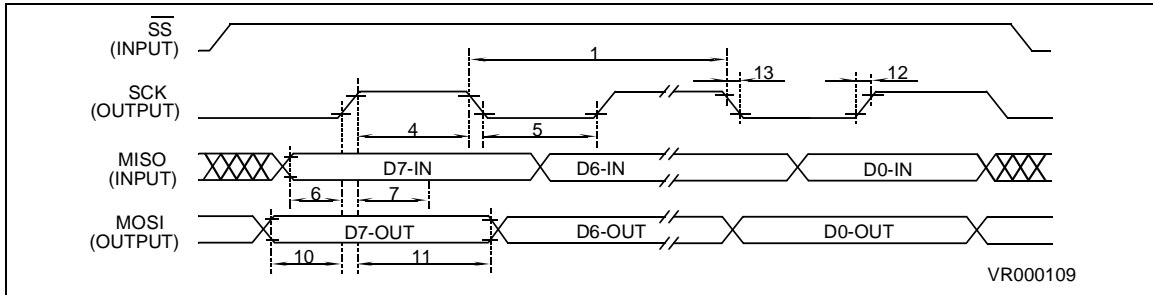 SS
(INPUT)
1
13
12
SCK
(OUTPUT)
4
5
MISO
(INPUT)
D7-IN
D6-IN
D0-IN
6
7
MOSI
(OUTPUT)
D7-OUT
D6-OUT
D0-OUT
10
11
VR000109